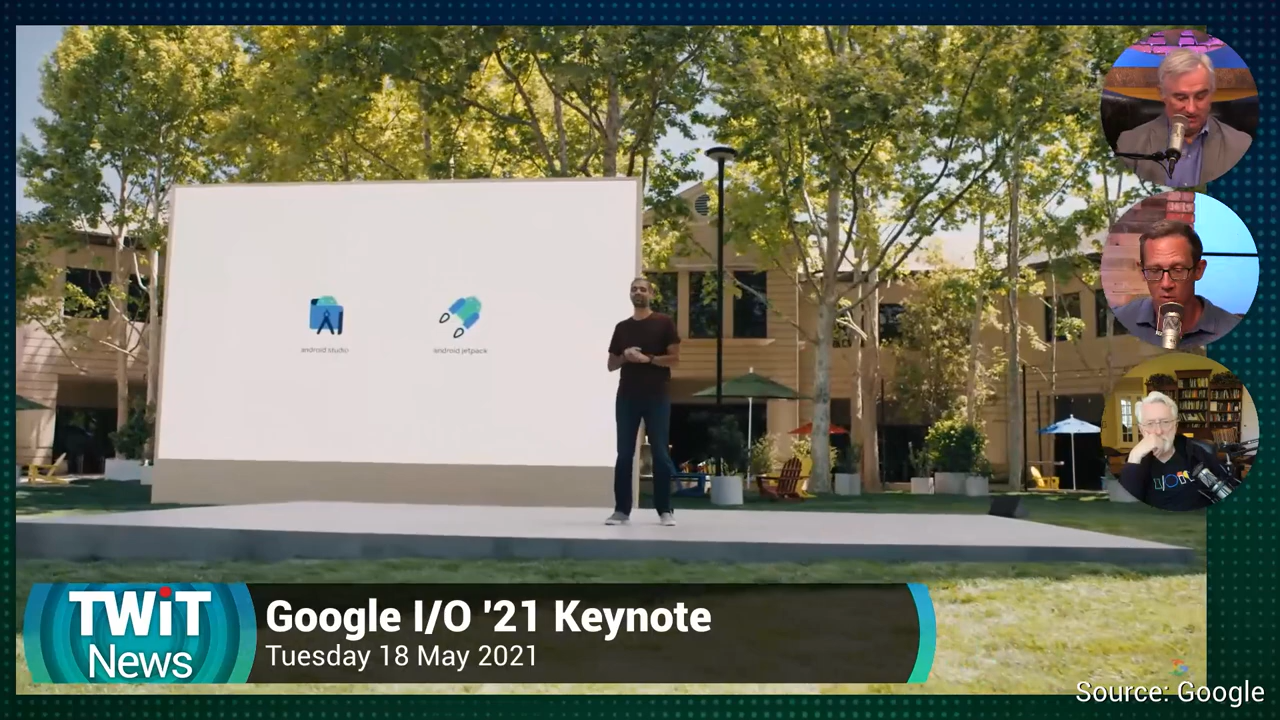 android studio
android jetpack
TWiT
News
Google I/O '21 Keynote
Tuesday 18 May 2021
Source: Google